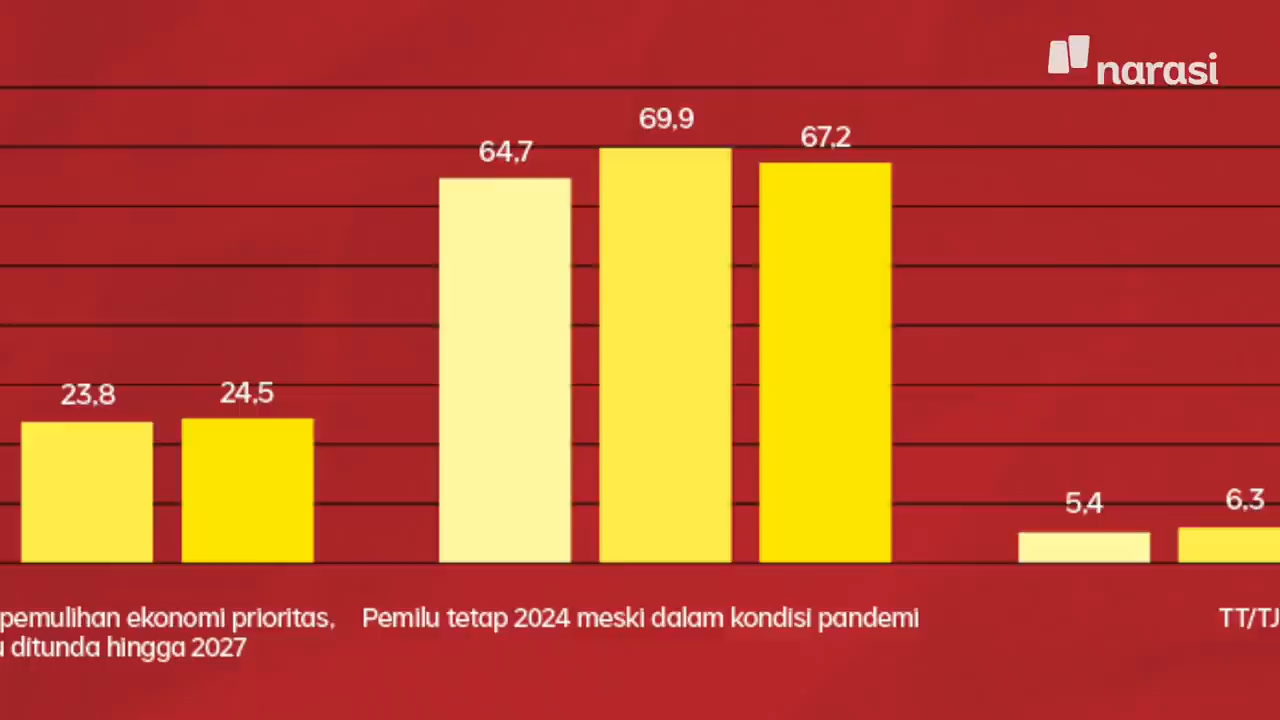 narasi
69,9
67,2
64,7
23,8
24,5
5,4
6,3
pemulihan ekonomi prioritas,
ditunda hingga 2027
Pemilu tetap 2024 meski dalam kondisi pandemi
TT/TJ